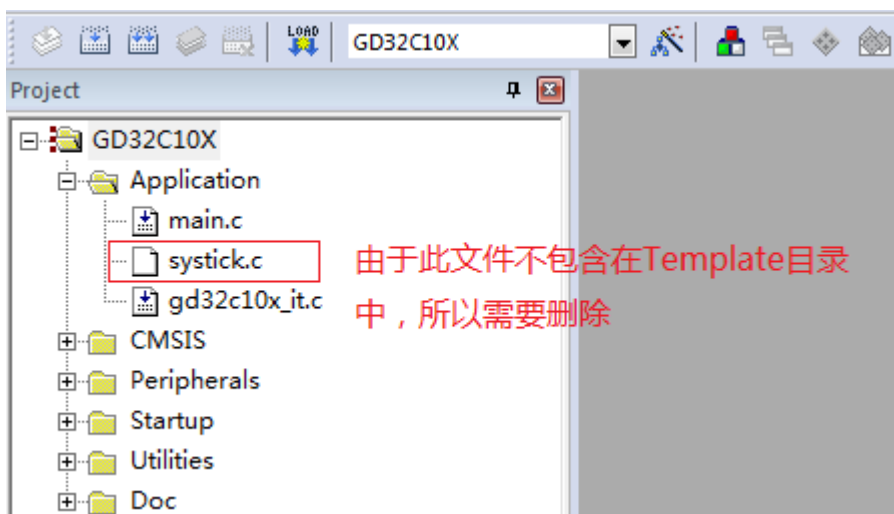 LOAD
GD32C10X
Project
GD32C10X
Application
main.c
systick.c
由于此文件不包含在Template目录
中，所以需要删除
gd32c10x_it.c
CMSIS
Peripherals
Startup
Utilities
Doc